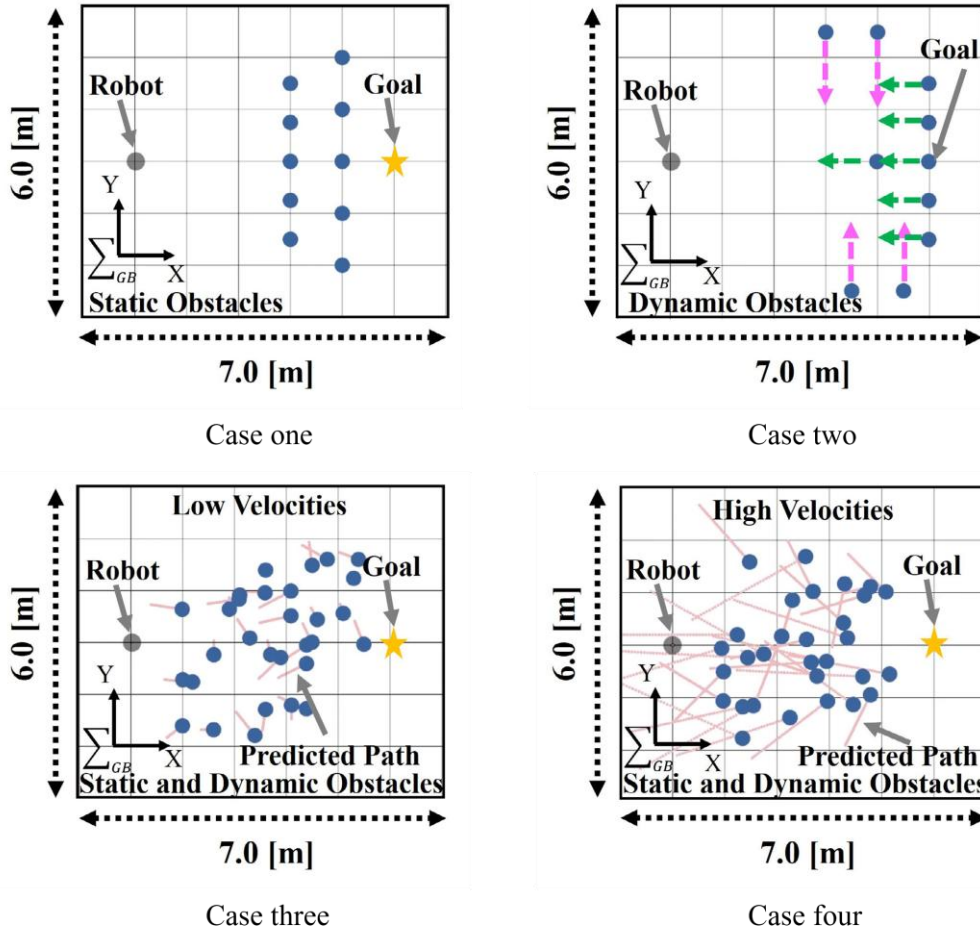 Robot
Goal
Y
∑GB
X
Static Obstacles
6.0 [m]
7.0 [m]
Case one
Goal
Robot
Y
∑GB
X
Dynamic Obstacles
6.0 [m]
7.0 [m]
Case two
Low Velocities
Robot
Goal
Y
∑GB
X
Predicted Path
Static and Dynamic Obstacles
6.0 [m]
7.0 [m]
Case three
High Velocities
Robot
Goal
Y
∑GB
X
Predicted Path
Static and Dynamic Obstacles
6.0 [m]
7.0 [m]
Case four